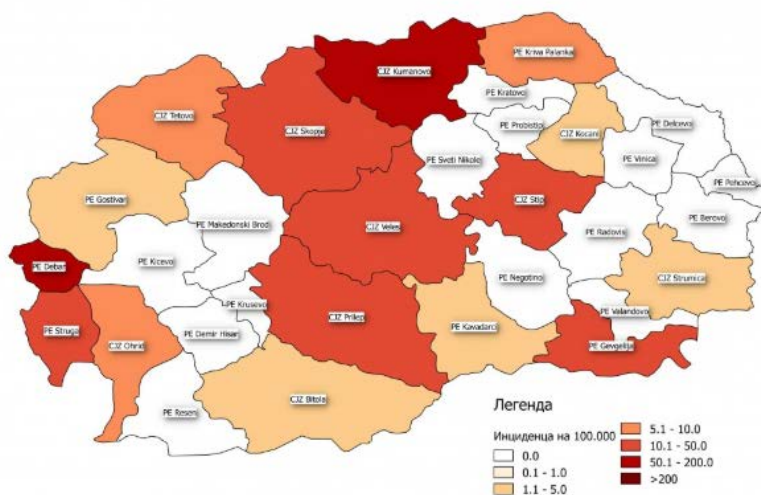 PE Kriva Palanka
CJZ Kumanovo
PE Kratovo
CJZ Tetovo
CJZ Skopje
PE Probistip
PE Delcevo
CJZ Kocani
PE Sveti Nikole
PE Vinica
PE Pehcevo
PE Gostivar
CJZ Stip
PE Makedonski Brod
CJZ Veles
PE Radovis
PE Berovo
PE Debar
PE Kicevo
PE Negotino
CJZ Strumica
PE Krusevo
PE Struga
CJZ Ohrid
PE Demir Hisar
CJZ Prilep
PE Kavadarci
PE Valandovo
PE Gevgelija
CJZ Bitola
PE Resen
Легенда
Инциденца на 100.000
0.0
0.1 - 1.0
1.1 - 5.0
5.1 - 10.0
10.1 - 50.0
50.1 - 200.0
>200